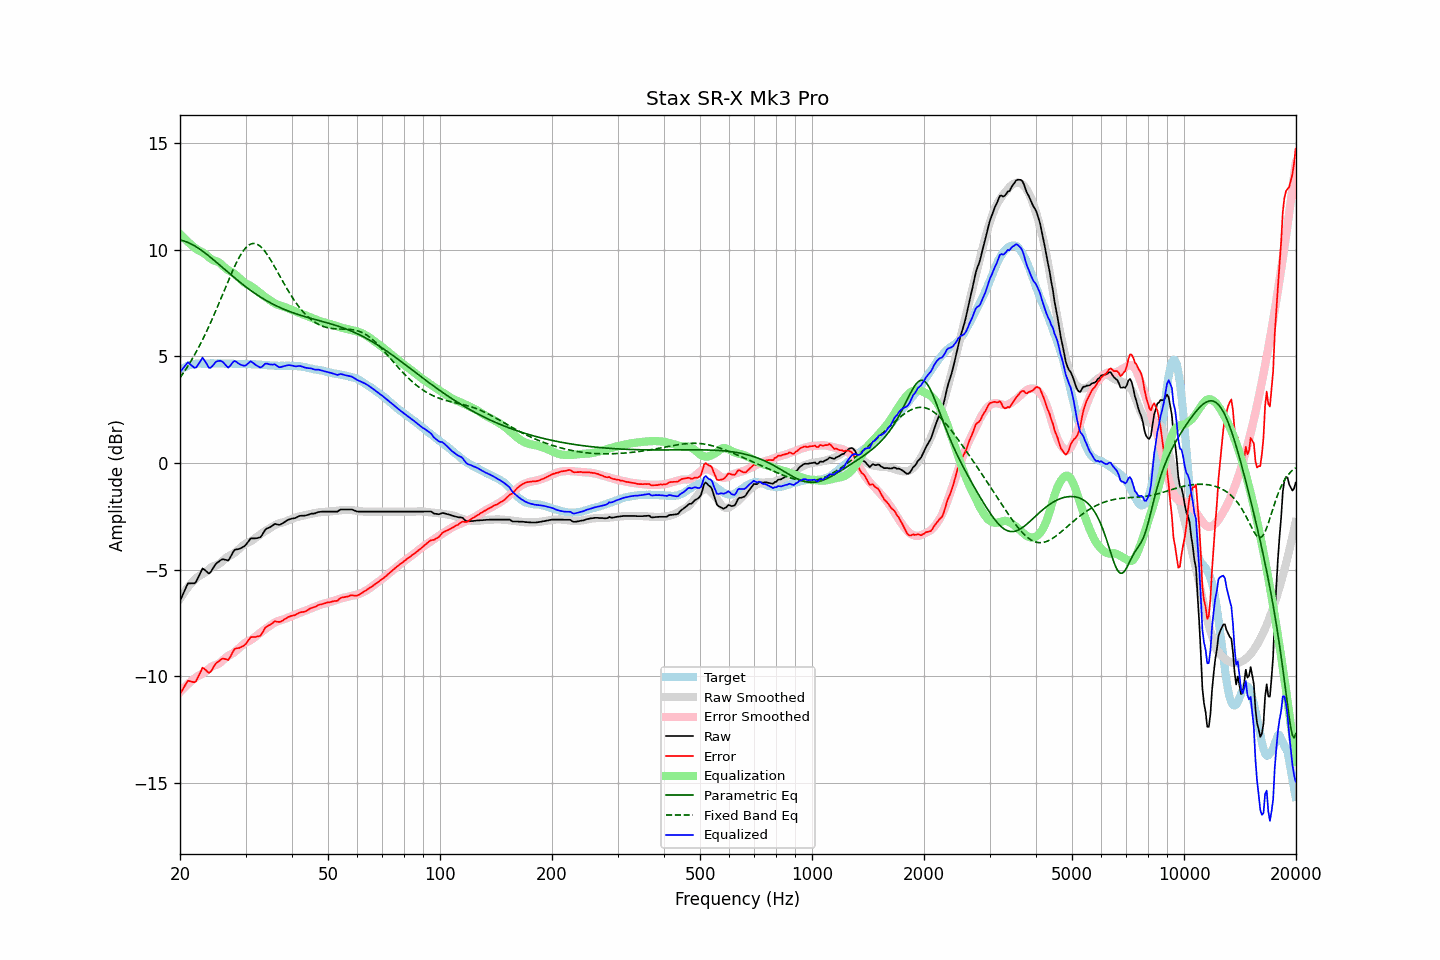 Stax SR-X Mk3 Pro
Amplitude (dBr)
15
10
5
0
−5
−10
−15
Target
Raw Smoothed
Error Smoothed
Raw
Error
Equalization
Parametric Eq
Fixed Band Eq
Equalized
20 50 100 200 500 1000 2000 5000 10000 20000
Frequency (Hz)